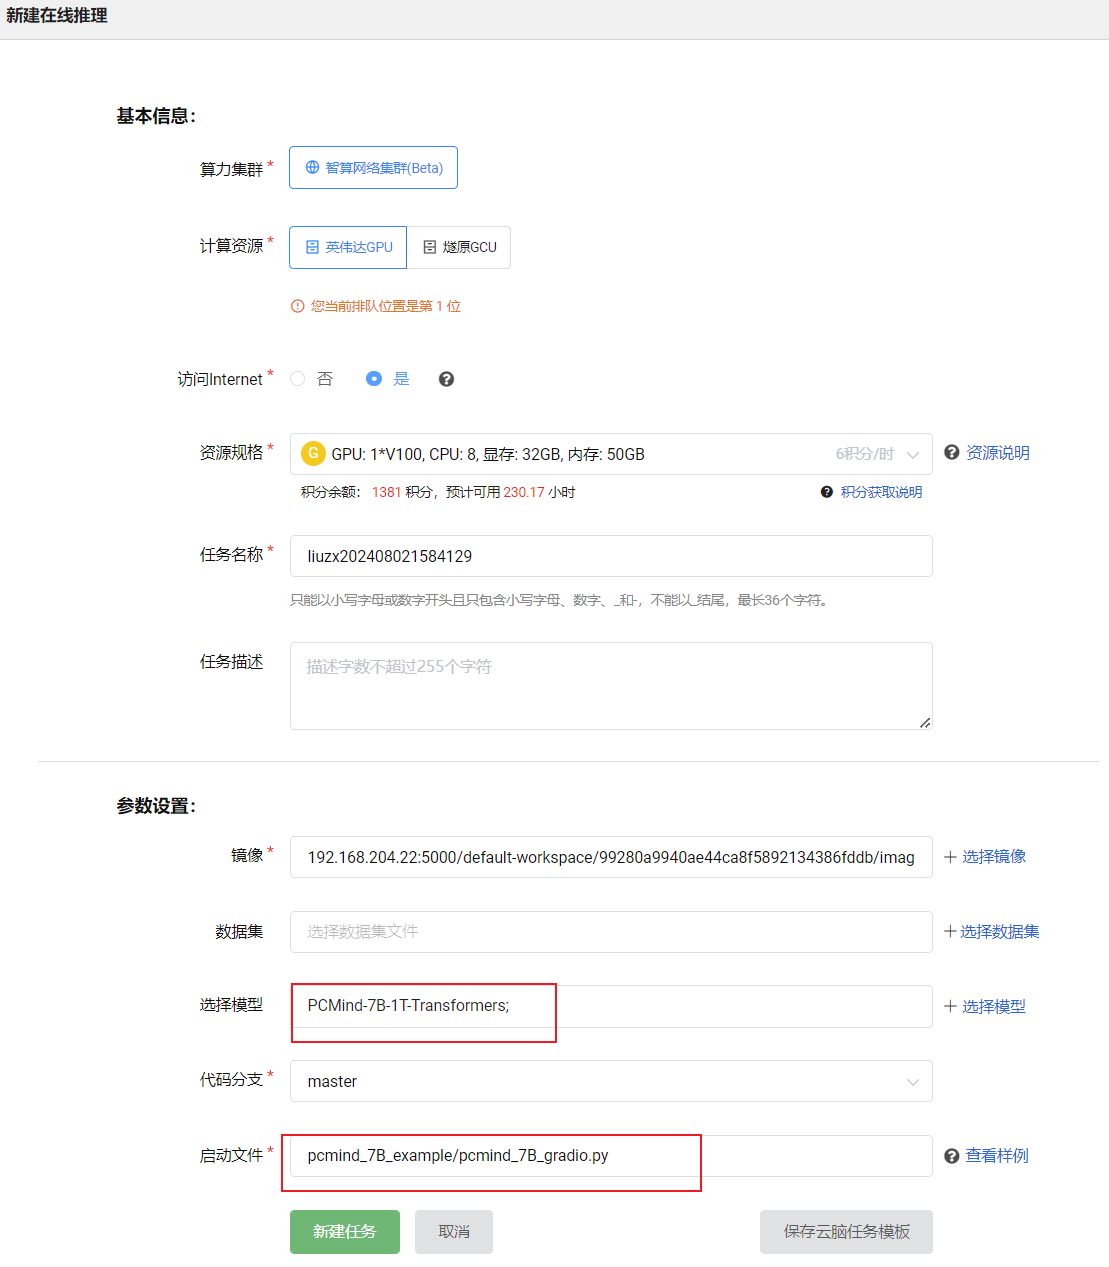 新建在线推理
基本信息：
算力集群 *
智算网络集群(Beta)
计算资源 *
英伟达GPU
燧原GCU
您当前排队位置是第 1 位
访问Internet *
否
是
资源规格 *
G GPU: 1*V100, CPU: 8, 显存: 32GB, 内存: 50GB
6积分/时
资源说明
积分余额： 1381 积分，预计可用 230.17 小时
积分获取说明
任务名称 *
liuzx202408021584129
只能以小写字母或数字开头且只包含小写字母、数字、_和-，不能以_结尾，最长36个字符。
任务描述
描述字数不超过255个字符
参数设置：
镜像 *
192.168.204.22:5000/default-workspace/99280a9940ae44ca8f5892134386fddb/imag
选择镜像
数据集
选择数据集文件
选择数据集
选择模型
PCMind-7B-1T-Transformers;
选择模型
代码分支 *
master
启动文件 *
pcmind_7B_example/pcmind_7B_gradio.py
查看样例
新建任务
取消
保存云脑任务模板